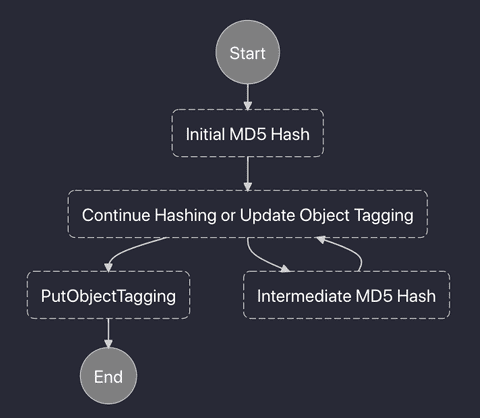 Start
Initial MD5 Hash
Continue Hashing or Update Object Tagging
PutObjectTagging
Intermediate MD5 Hash
End